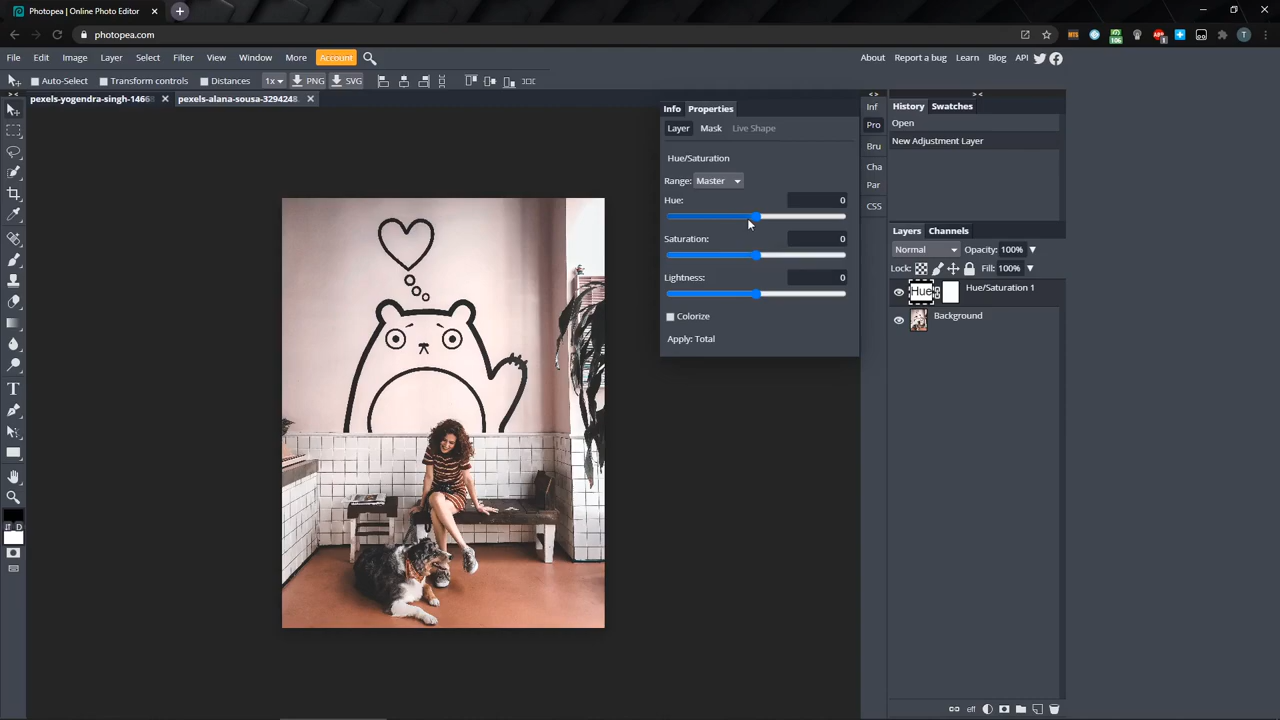 Photopea | Online Photo Editor
photopea.com
106
1
T
File Edit Image Layer Select Filter View Window More Account
About Report a bug Learn Blog API
Auto-Select Transform controls Distances 1x PNG SVG
pexels-yogendra-singh-1466
pexels-alana-sousa-3294248
Info Properties
Layer Mask Live Shape
Hue/Saturation
Range: Master
Hue: 0
Saturation: 0
Lightness: 0
Colorize
Apply: Total
Inf
Pro
Bru
Cha
Par
CSS
History Swatches
Open
New Adjustment Layer
Layers Channels
Normal Opacity: 100%
Lock: Fill: 100%
Hue Hue/Saturation 1
Background
T
D
eff